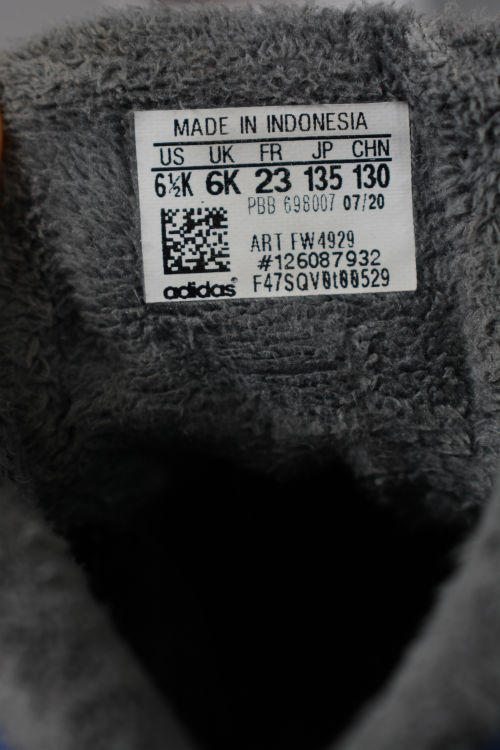 MADE IN INDONESIA
US UK FR JP CHN
6½K 6K 23 135 130
PBB 698007 07/20
ART FW4929
#126087932
adidas